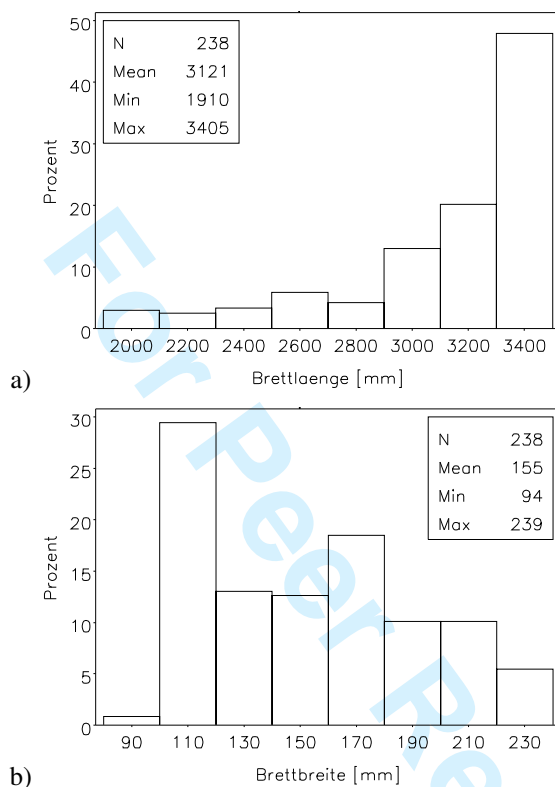 50
40
30
20
10
0
Prozent
N 238
Mean 3121
Min 1910
Max 3405
2000 2200 2400 2600 2800 3000 3200 3400
Brettlaenge [mm]
a)
30
25
20
15
10
5
0
Prozent
N 238
Mean 155
Min 94
Max 239
90 110 130 150 170 190 210 230
Brettbreite [mm]
b)
For Peer Re